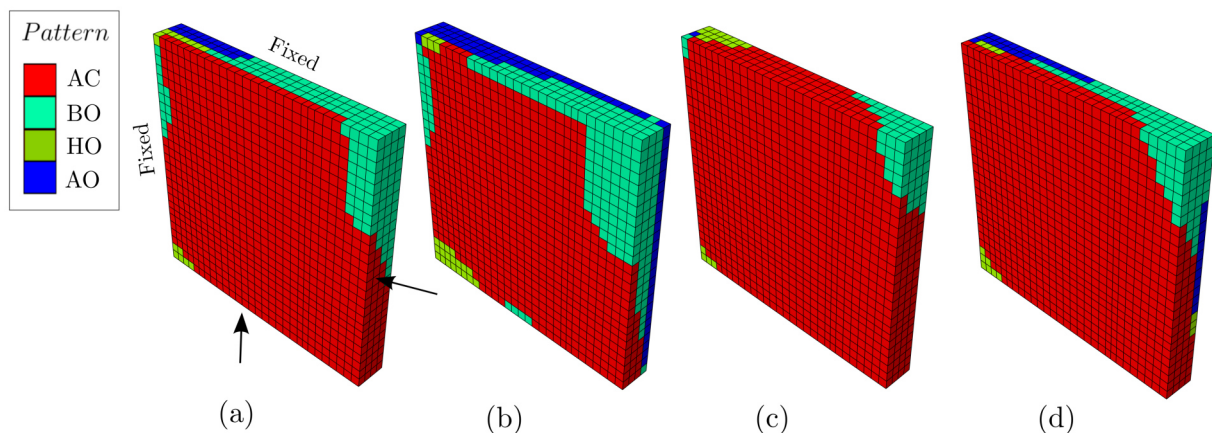 Pattern
AC
BO
HO
AO
Fixed
Fixed
(a)
(b)
(c)
(d)